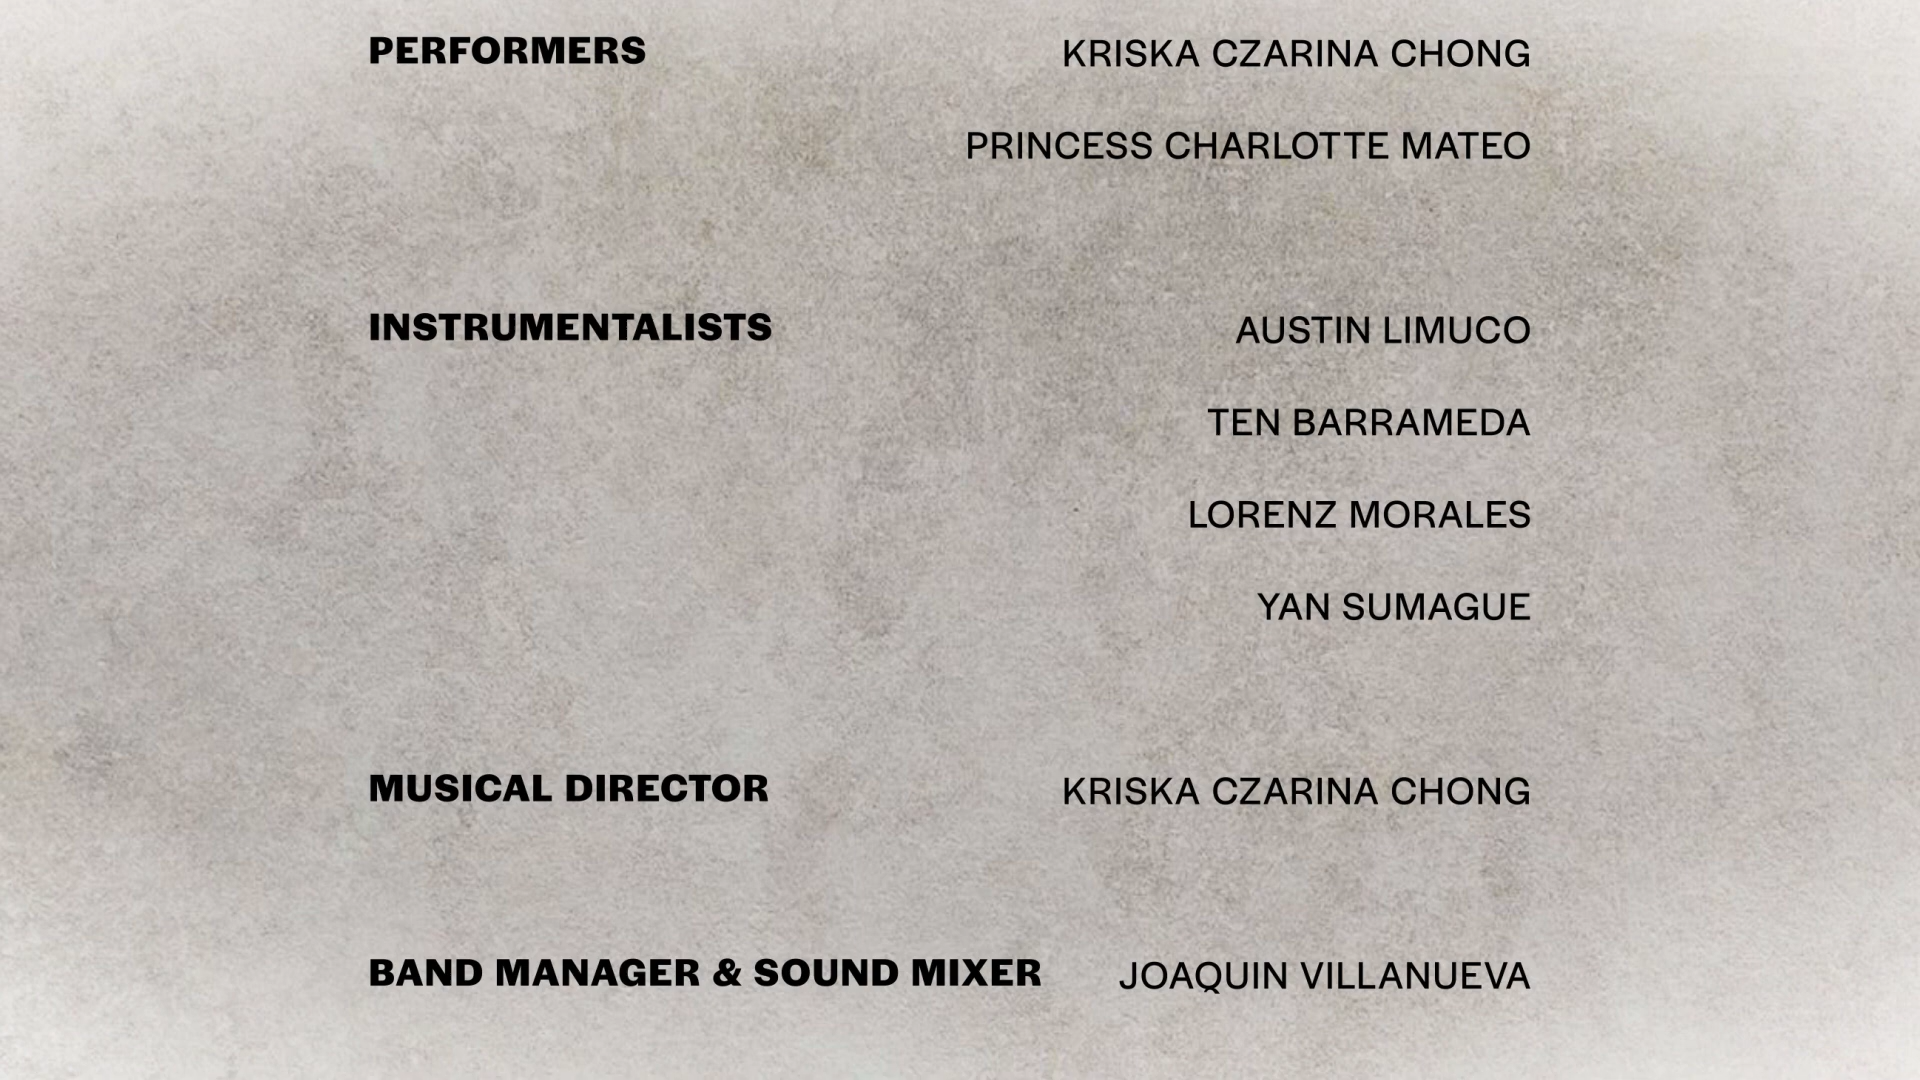 PERFORMERS KRISKA CZARINA CHONG
PRINCESS CHARLOTTE MATEO
INSTRUMENTALISTS AUSTIN LIMUCO
TEN BARRAMEDA
LORENZ MORALES
YAN SUMAGUE
MUSICAL DIRECTOR KRISKA CZARINA CHONG
BAND MANAGER & SOUND MIXER JOAQUIN VILLANUEVA